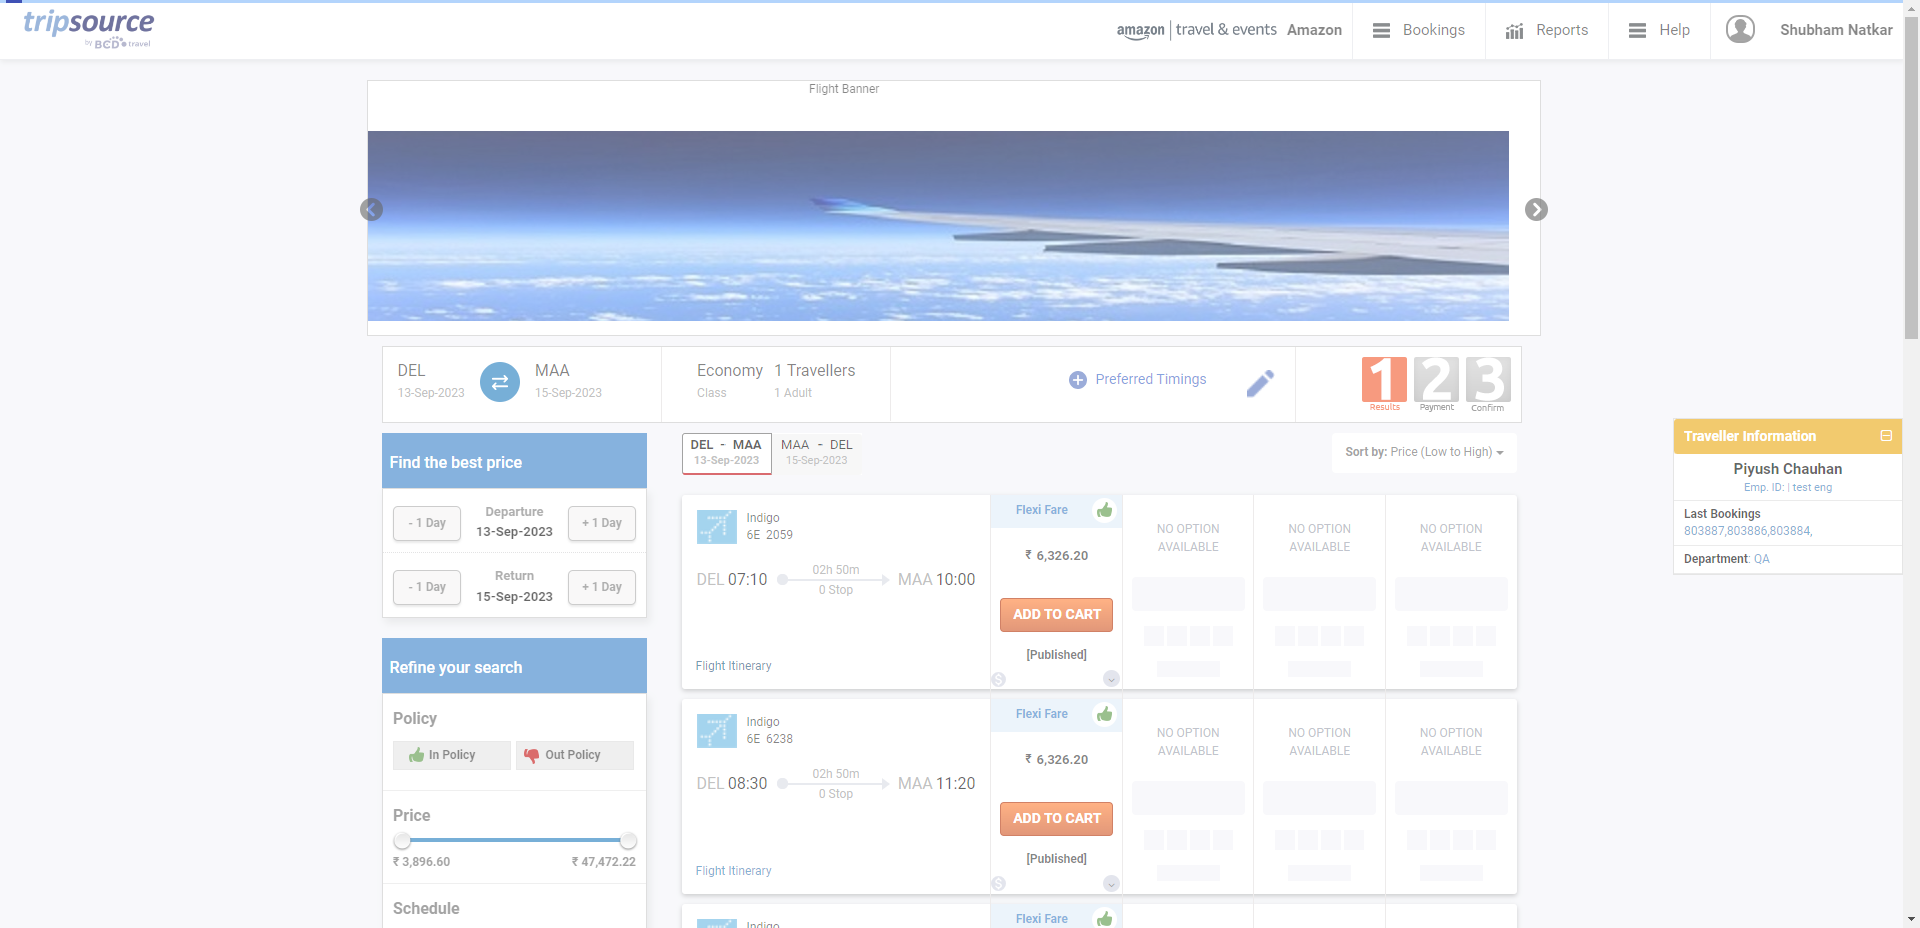 tripsource
by BCD travel
amazon | travel & events Amazon
Bookings
Reports
Help
Shubham Natkar
Flight Banner
DEL
13-Sep-2023
MAA
15-Sep-2023
Economy
Class
1 Travellers
1 Adult
Preferred Timings
1
Results
2
Payment
3
Confirm
Find the best price
- 1 Day
Departure
13-Sep-2023
+ 1 Day
- 1 Day
Return
15-Sep-2023
+ 1 Day
Refine your search
Policy
In Policy
Out Policy
Price
₹ 3,896.60
₹ 47,472.22
Schedule
DEL - MAA
13-Sep-2023
MAA - DEL
15-Sep-2023
Sort by: Price (Low to High)
Indigo
6E 2059
DEL 07:10
02h 50m
0 Stop
MAA 10:00
Flight Itinerary
Flexi Fare
₹ 6,326.20
ADD TO CART
[Published]
$
NO OPTION
AVAILABLE
NO OPTION
AVAILABLE
NO OPTION
AVAILABLE
Indigo
6E 6238
DEL 08:30
02h 50m
0 Stop
MAA 11:20
Flight Itinerary
Flexi Fare
₹ 6,326.20
ADD TO CART
[Published]
$
NO OPTION
AVAILABLE
NO OPTION
AVAILABLE
NO OPTION
AVAILABLE
Indigo
Flexi Fare
Traveller Information
Piyush Chauhan
Emp. ID: | test eng
Last Bookings
803887,803886,803884,
Department: QA